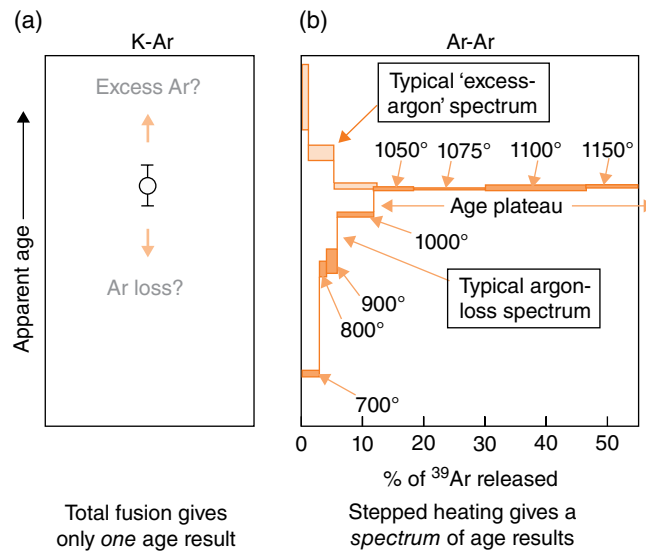 (a)
K-Ar
Excess Ar?
Ar loss?
Apparent age
Total fusion gives
only one age result
(b)
Ar-Ar
Typical ‘excess-
argon’ spectrum
1050°
1075°
1100°
1150°
Age plateau
1000°
Typical argon-
loss spectrum
900°
800°
700°
0
10
20
30
40
50
% of ³⁹Ar released
Stepped heating gives a
spectrum of age results